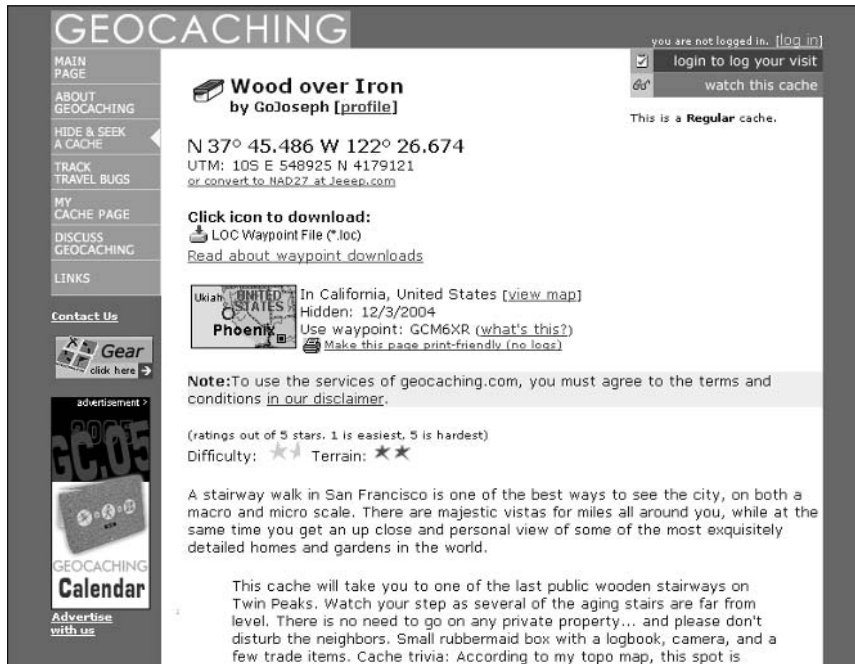 GEOCACHING
you are not logged in. [log in]
MAIN
PAGE
ABOUT
GEOCACHING
HIDE & SEEK
A CACHE
TRACK
TRAVEL BUGS
MY
CACHE PAGE
DISCUSS
GEOCACHING
LINKS
Contact Us
Gear
click here
advertisement >
2005
GC.05
GEOCACHING
Calendar
Advertise
with us
login to log your visit
watch this cache
This is a Regular cache.
Wood over Iron
by GoJoseph [profile]
N 37° 45.486 W 122° 26.674
UTM: 10S E 548925 N 4179121
or convert to NAD27 at Jeeep.com
Click icon to download:
LOC Waypoint File (*.loc)
Read about waypoint downloads
Ukiah UNITED
STATES
Phoenix
In California, United States [view map]
Hidden: 12/3/2004
Use waypoint: GCM6XR (what's this?)
Make this page print-friendly (no logs)
Note:To use the services of geocaching.com, you must agree to the terms and
conditions in our disclaimer.
(ratings out of 5 stars. 1 is easiest, 5 is hardest)
Difficulty: Terrain:
A stairway walk in San Francisco is one of the best ways to see the city, on both a
macro and micro scale. There are majestic vistas for miles all around you, while at the
same time you get an up close and personal view of some of the most exquisitely
detailed homes and gardens in the world.
This cache will take you to one of the last public wooden stairways on
Twin Peaks. Watch your step as several of the aging stairs are far from
level. There is no need to go on any private property... and please don't
disturb the neighbors. Small rubbermaid box with a logbook, camera, and a
few trade items. Cache trivia: According to my topo map, this spot is